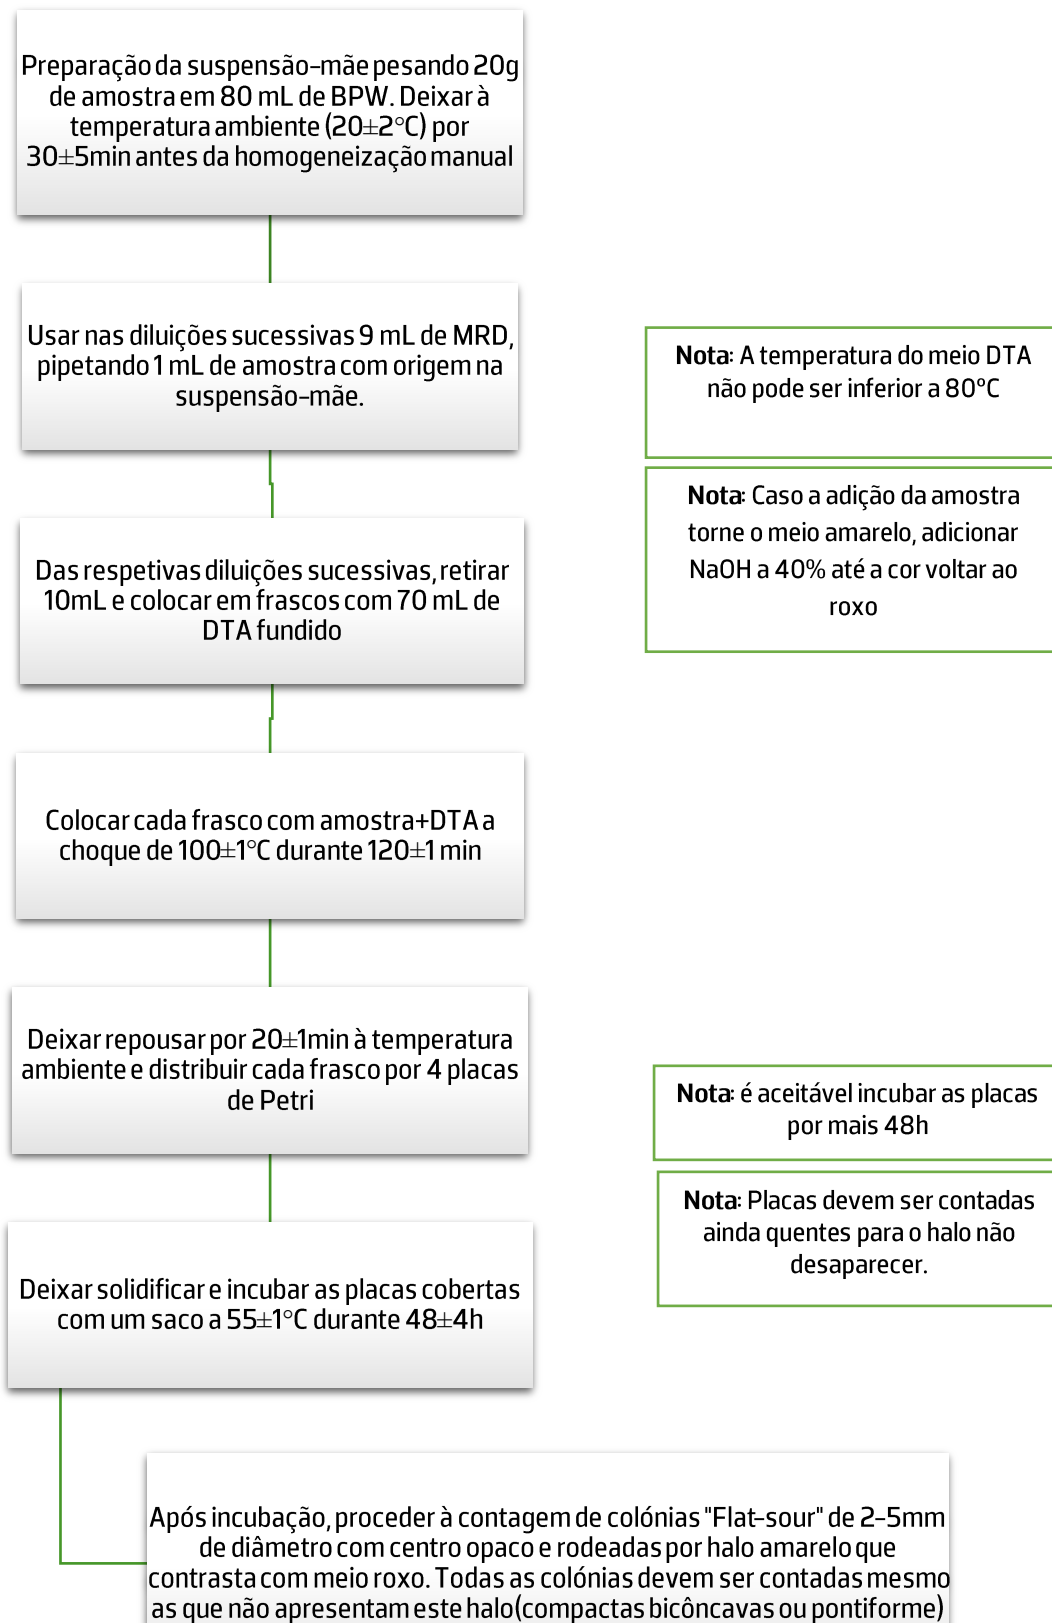 Preparação da suspensão-mãe pesando 20g
de amostra em 80 mL de BPW. Deixar à
temperatura ambiente (20±2°C) por
30±5min antes da homogeneização manual
Usar nas diluições sucessivas 9 mL de MRD,
pipetando 1 mL de amostra com origem na
suspensão-mãe.
Nota: A temperatura do meio DTA
não pode ser inferior a 80ºC
Nota: Caso a adição da amostra
torne o meio amarelo, adicionar
NaOH a 40% até a cor voltar ao
roxo
Das respetivas diluições sucessivas, retirar
10mL e colocar em frascos com 70 mL de
DTA fundido
Colocar cada frasco com amostra+DTA a
choque de 100±1°C durante 120±1 min
Deixar repousar por 20±1min à temperatura
ambiente e distribuir cada frasco por 4 placas
de Petri
Nota: é aceitável incubar as placas
por mais 48h
Nota: Placas devem ser contadas
ainda quentes para o halo não
desaparecer.
Deixar solidificar e incubar as placas cobertas
com um saco a 55±1°C durante 48±4h
Após incubação, proceder à contagem de colónias "Flat-sour" de 2-5mm
de diâmetro com centro opaco e rodeadas por halo amarelo que
contrasta com meio roxo. Todas as colónias devem ser contadas mesmo
as que não apresentam este halo(compactas bicôncavas ou pontiforme)